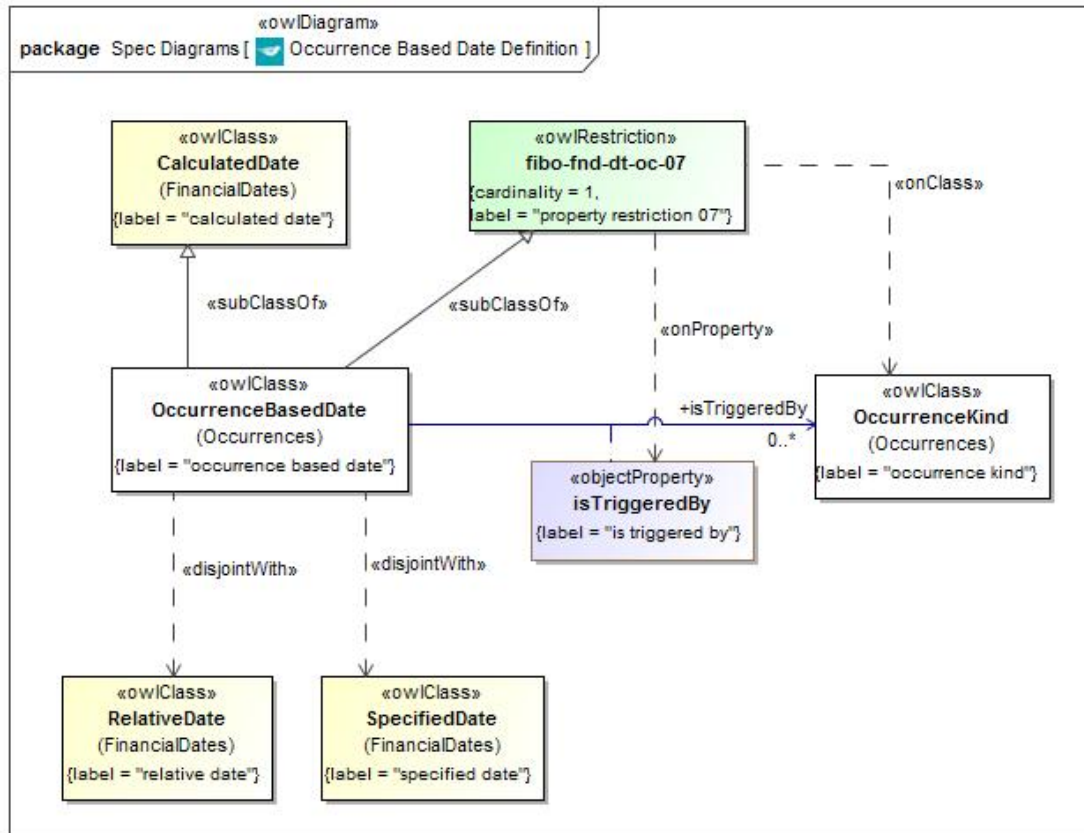 «owlDiagram»
package Spec Diagrams [ Occurrence Based Date Definition ]
«owlClass»
CalculatedDate
(FinancialDates)
{label = "calculated date"}
«owlRestriction»
fibo-fnd-dt-oc-07
{cardinality = 1,
label = "property restriction 07"}
«onClass»
«subClassOf»
«subClassOf»
«onProperty»
«owlClass»
OccurrenceBasedDate
(Occurrences)
{label = "occurrence based date"}
+isTriggeredBy
0..*
«owlClass»
OccurrenceKind
(Occurrences)
{label = "occurrence kind"}
«objectProperty»
isTriggeredBy
{label = "is triggered by"}
«disjointWith»
«disjointWith»
«owlClass»
RelativeDate
(FinancialDates)
{label = "relative date"}
«owlClass»
SpecifiedDate
(FinancialDates)
{label = "specified date"}